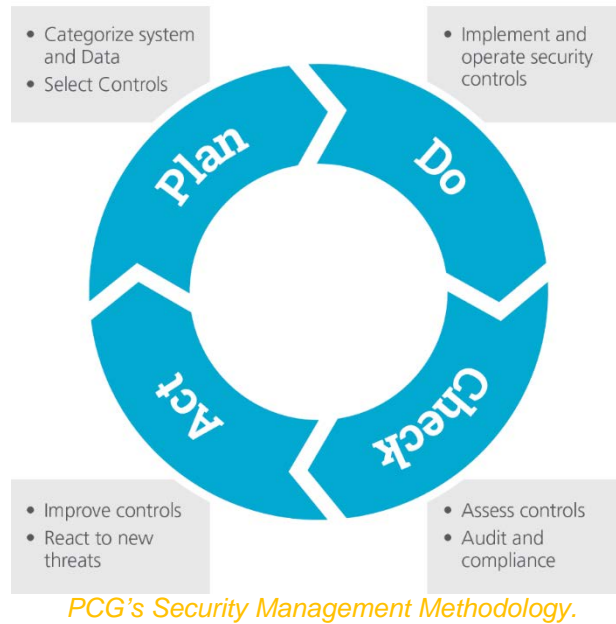 • Categorize system
and Data
• Select Controls
• Implement and
operate security
controls
Plan
Do
Check
Act
• Improve controls
• React to new
threats
• Assess controls
• Audit and
compliance
PCG’s Security Management Methodology.